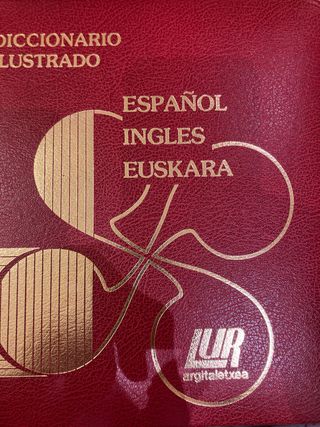 DICCIONARIO
ILUSTRADO
ESPAÑOL
INGLES
EUSKARA
LUR
argitaletxea